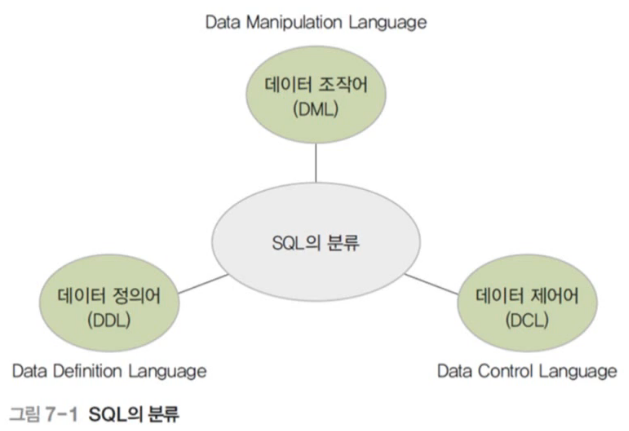 Data Manipulation Language
데이터 조작어
(DML)
SQL의 분류
데이터 정의어
(DDL)
데이터 제어어
(DCL)
Data Definition Language
Data Control Language
그림 7-1 SQL의 분류